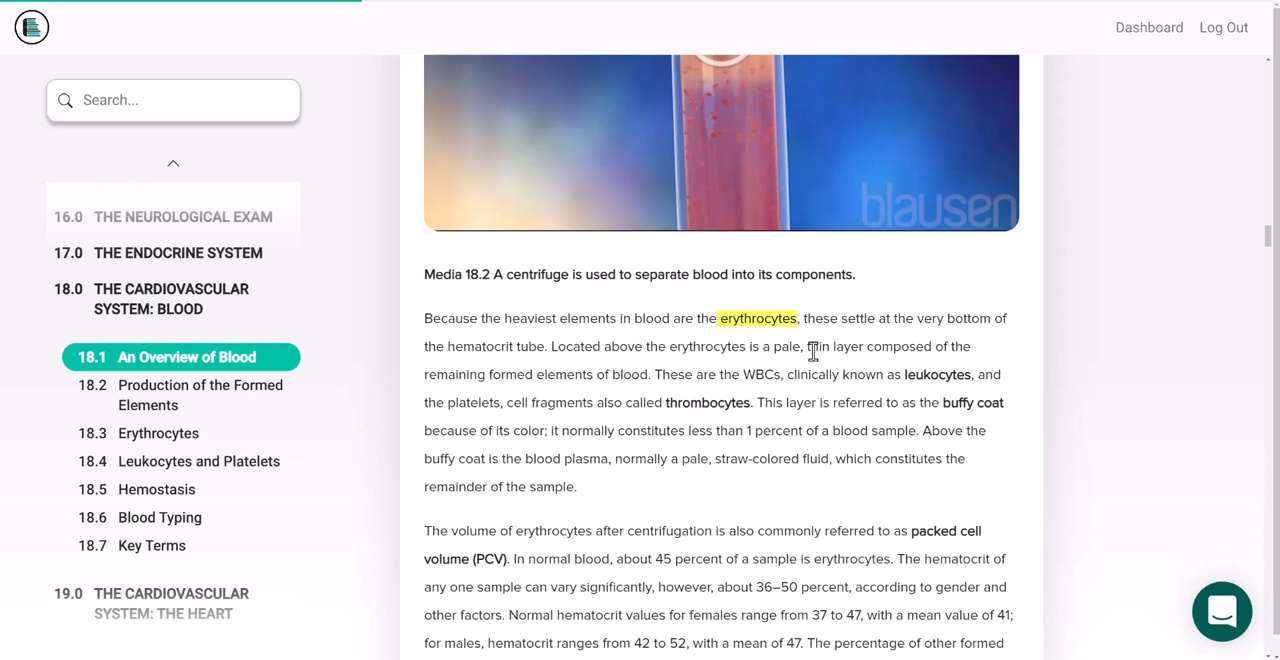 Dashboard Log Out
Search...
16.0 THE NEUROLOGICAL EXAM
17.0 THE ENDOCRINE SYSTEM
18.0 THE CARDIOVASCULAR
SYSTEM: BLOOD
18.1 An Overview of Blood
18.2 Production of the Formed
Elements
18.3 Erythrocytes
18.4 Leukocytes and Platelets
18.5 Hemostasis
18.6 Blood Typing
18.7 Key Terms
19.0 THE CARDIOVASCULAR
SYSTEM: THE HEART
blausen
Media 18.2 A centrifuge is used to separate blood into its components.
Because the heaviest elements in blood are the erythrocytes, these settle at the very bottom of
the hematocrit tube. Located above the erythrocytes is a pale, thin layer composed of the
remaining formed elements of blood. These are the WBCs, clinically known as leukocytes, and
the platelets, cell fragments also called thrombocytes. This layer is referred to as the buffy coat
because of its color; it normally constitutes less than 1 percent of a blood sample. Above the
buffy coat is the blood plasma, normally a pale, straw-colored fluid, which constitutes the
remainder of the sample.
The volume of erythrocytes after centrifugation is also commonly referred to as packed cell
volume (PCV). In normal blood, about 45 percent of a sample is erythrocytes. The hematocrit of
any one sample can vary significantly, however, about 36–50 percent, according to gender and
other factors. Normal hematocrit values for females range from 37 to 47, with a mean value of 41;
for males, hematocrit ranges from 42 to 52, with a mean of 47. The percentage of other formed